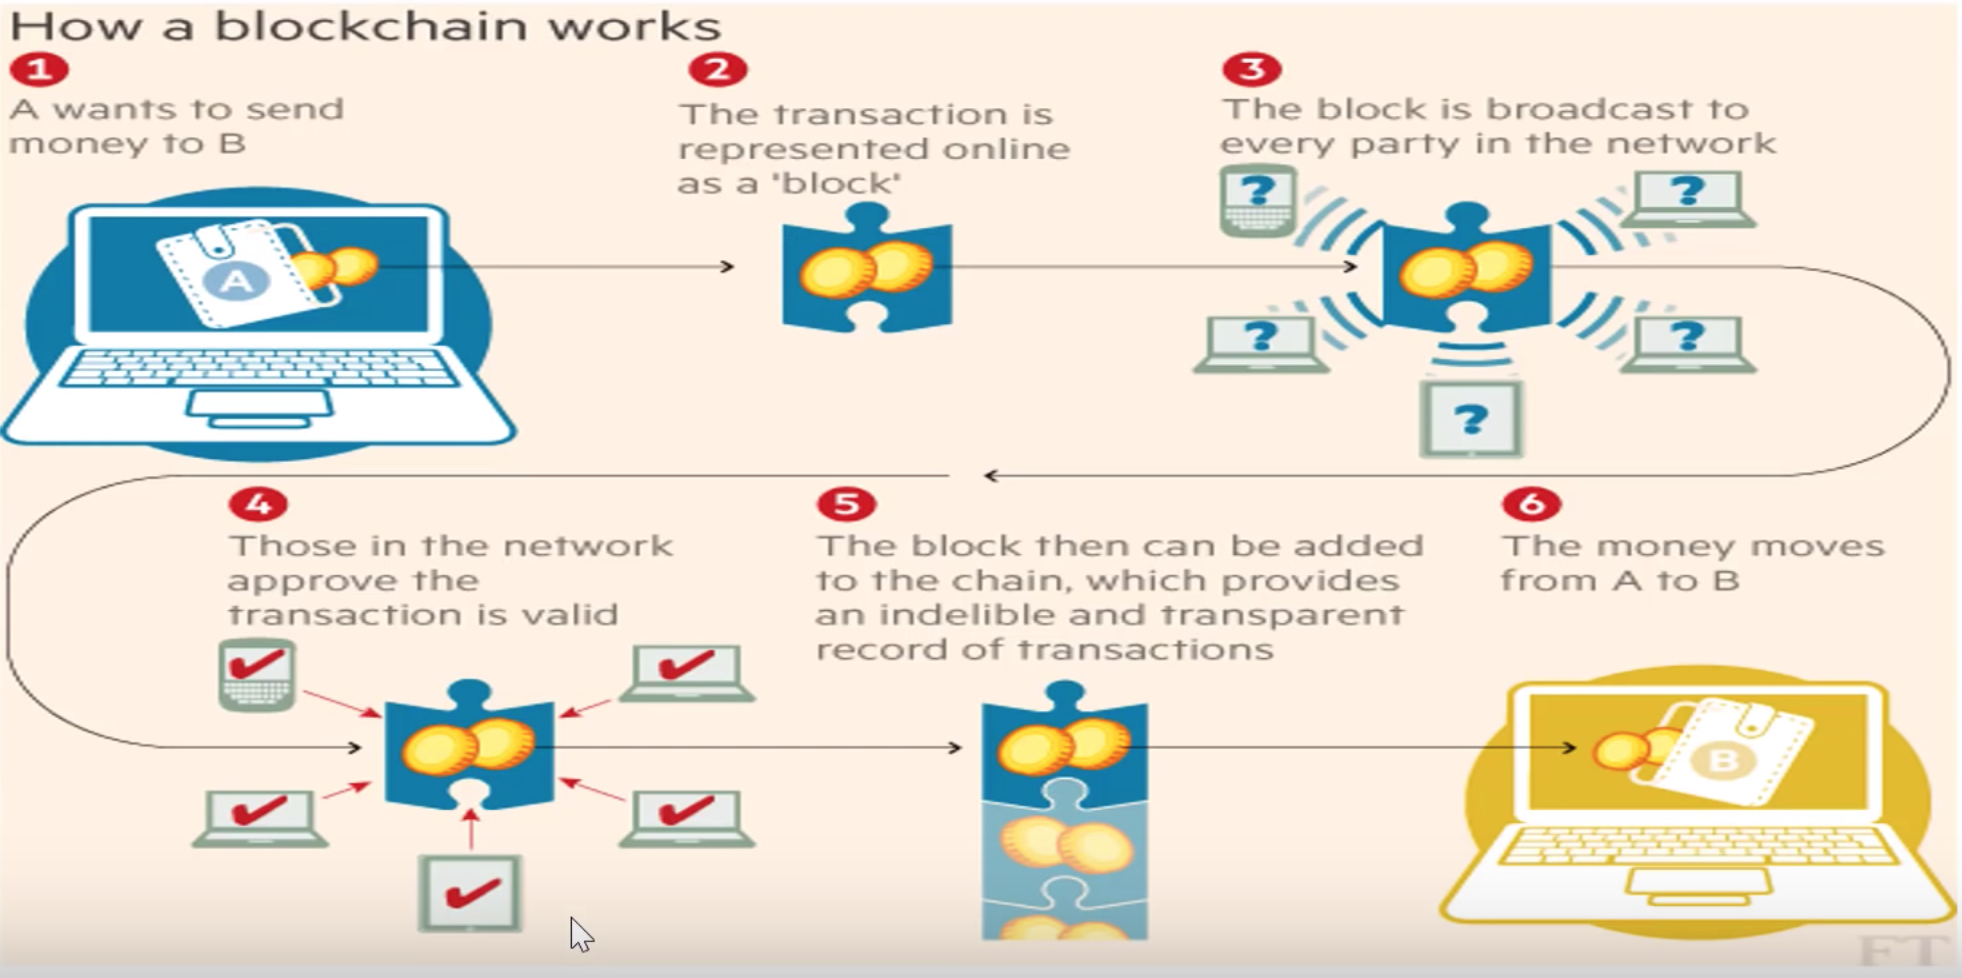 How a blockchain works
1
A wants to send
money to B
2
The transaction is
represented online
as a 'block'
3
The block is broadcast to
every party in the network
?
?
?
?
?
A
4
Those in the network
approve the
transaction is valid
5
The block then can be added
to the chain, which provides
an indelible and transparent
record of transactions
6
The money moves
from A to B
B
FT